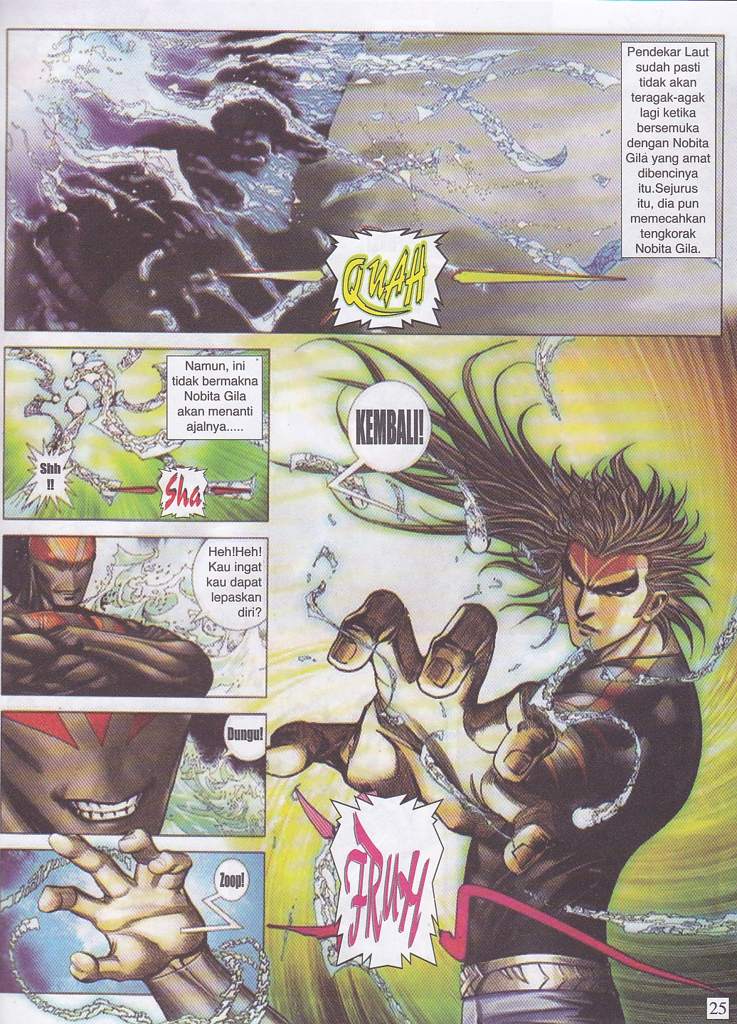 Pendekar Laut
sudah pasti
tidak akan
teragak-agak
lagi ketika
bersemuka
dengan Nobita
Gila yang amat
dibencinya
itu.Sejurus
itu, dia pun
memecahkan
tengkorak
Nobita Gila.
QUAH
Namun, ini
tidak bermakna
Nobita Gila
akan menanti
ajalnya.....
Shh
!!
Sha
KEMBALI!
Heh!Heh!
Kau ingat
kau dapat
lepaskan
diri?
Dungu!
Zoop!
FRUH
25